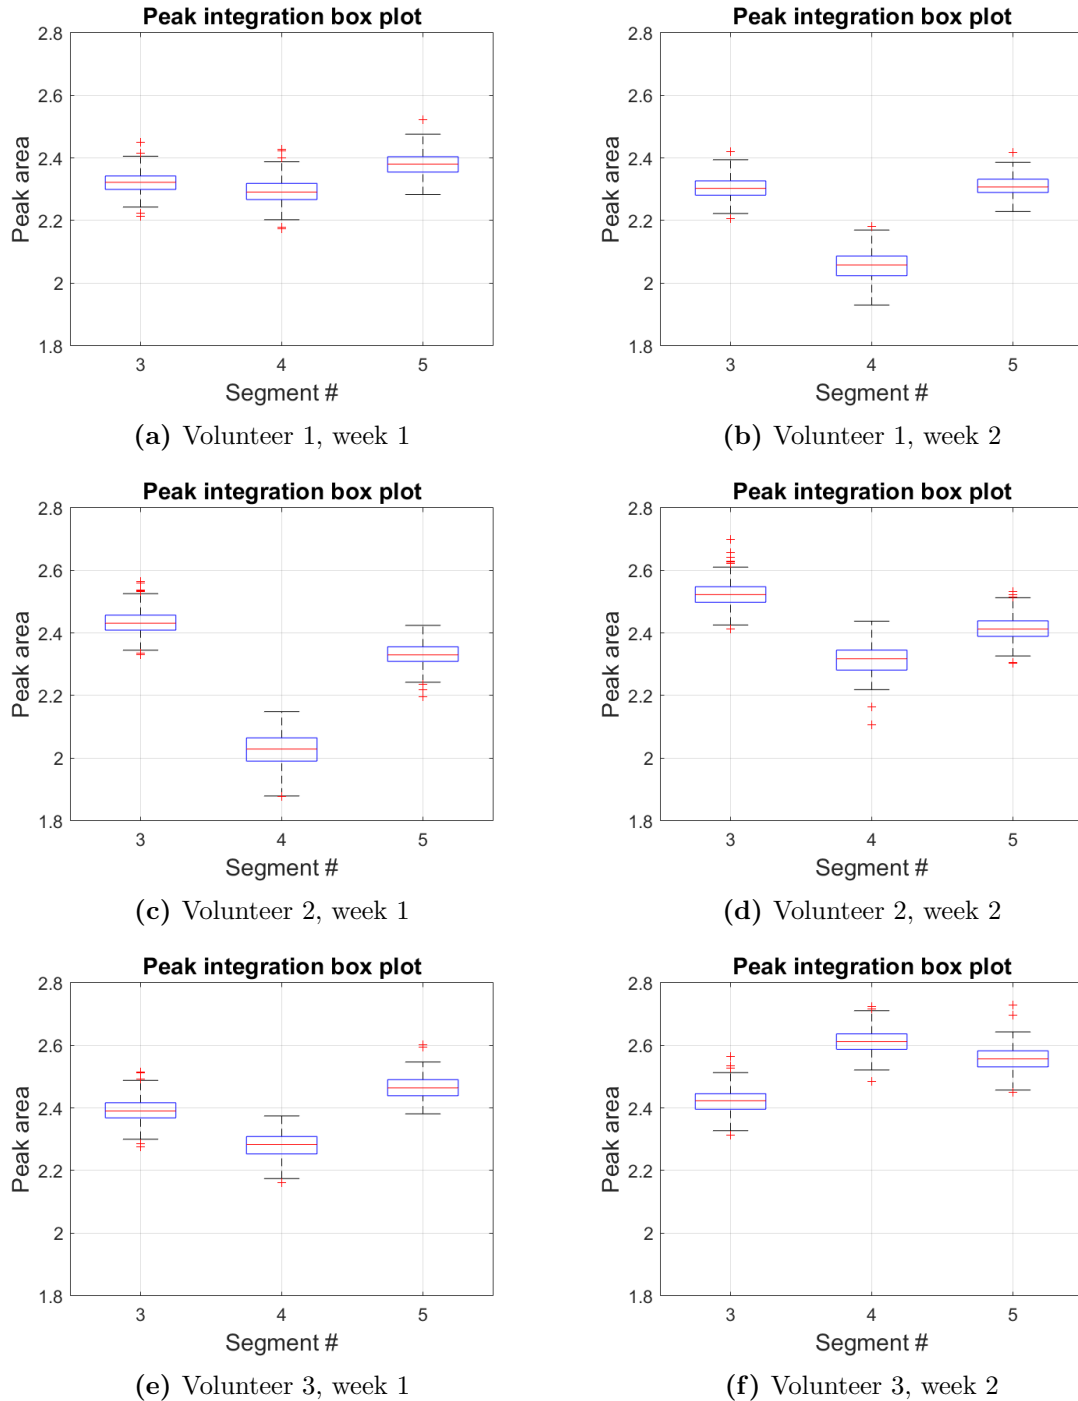 Peak integration box plot
2.8
2.6
2.4
2.2
2
1.8
Peak area
3 4 5
Segment #
(a) Volunteer 1, week 1
Peak integration box plot
2.8
2.6
2.4
2.2
2
1.8
Peak area
3 4 5
Segment #
(b) Volunteer 1, week 2
Peak integration box plot
2.8
2.6
2.4
2.2
2
1.8
Peak area
3 4 5
Segment #
(c) Volunteer 2, week 1
Peak integration box plot
2.8
2.6
2.4
2.2
2
1.8
Peak area
3 4 5
Segment #
(d) Volunteer 2, week 2
Peak integration box plot
2.8
2.6
2.4
2.2
2
1.8
Peak area
3 4 5
Segment #
(e) Volunteer 3, week 1
Peak integration box plot
2.8
2.6
2.4
2.2
2
1.8
Peak area
3 4 5
Segment #
(f) Volunteer 3, week 2